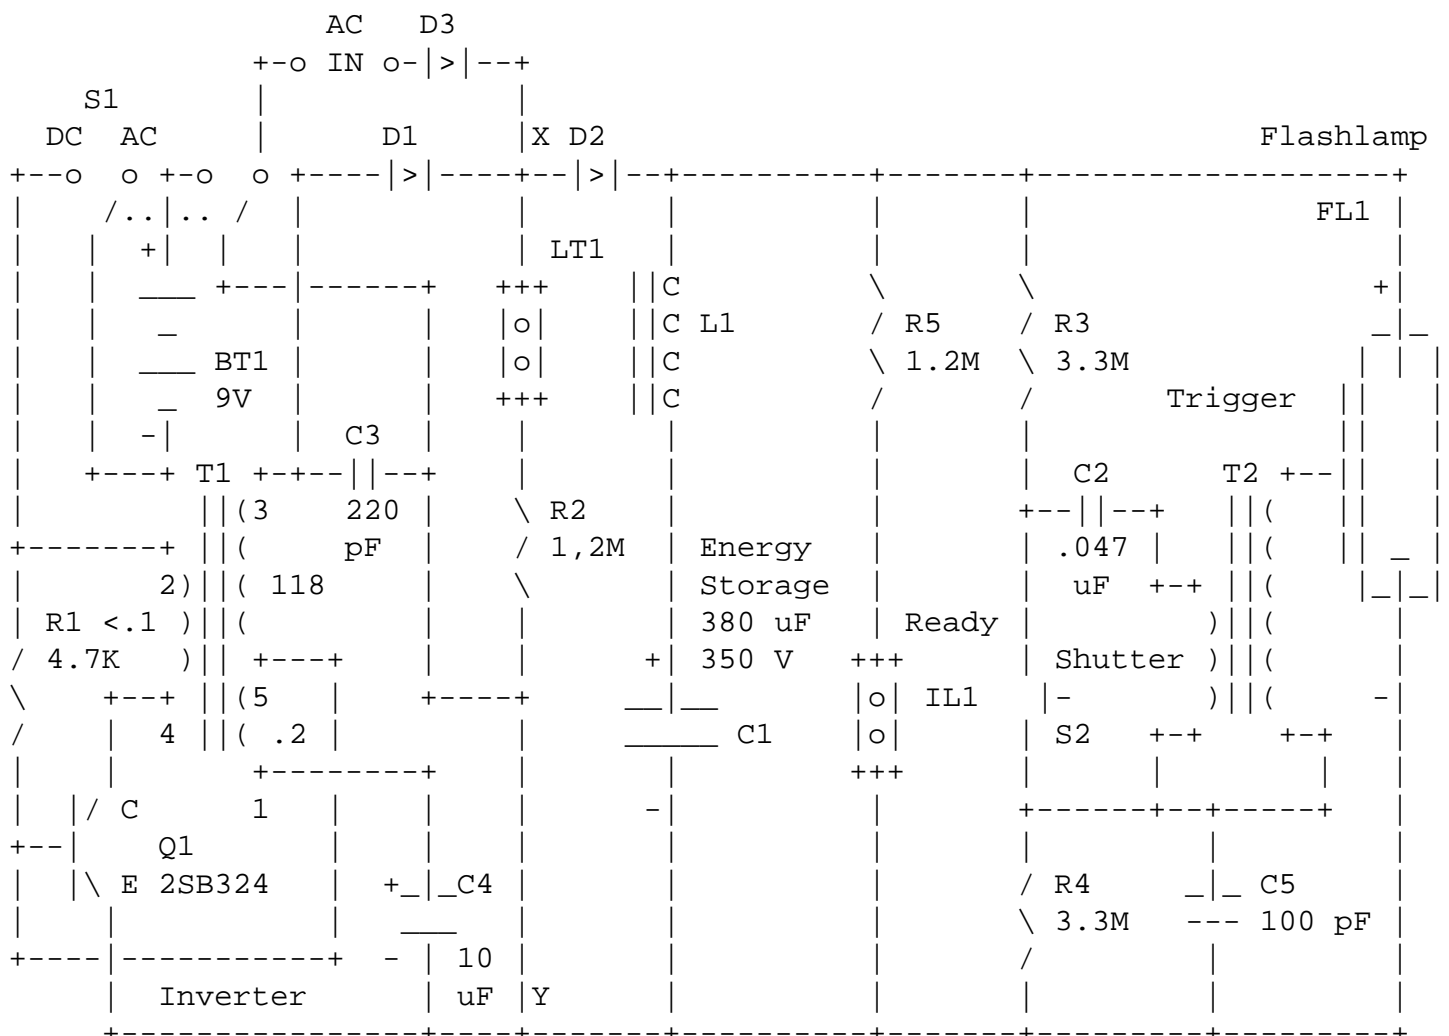 AC D3
IN
S1
DC AC D1 X D2 Flashlamp
FL1
+ LT1
+
L1 R5 R3
BT1 1.2M 3.3M
9V Trigger
- C3
T1 C2 T2
3 220 R2
pF 1,2M Energy .047
2 118 Storage uF
R1 <.1 380 uF Ready
4.7K + 350 V Shutter
5 IL1 -
4 .2 C1 S2
C 1 -
Q1
E 2SB324 + C4 R4 C5
3.3M 100 pF
- 10
Inverter uF Y